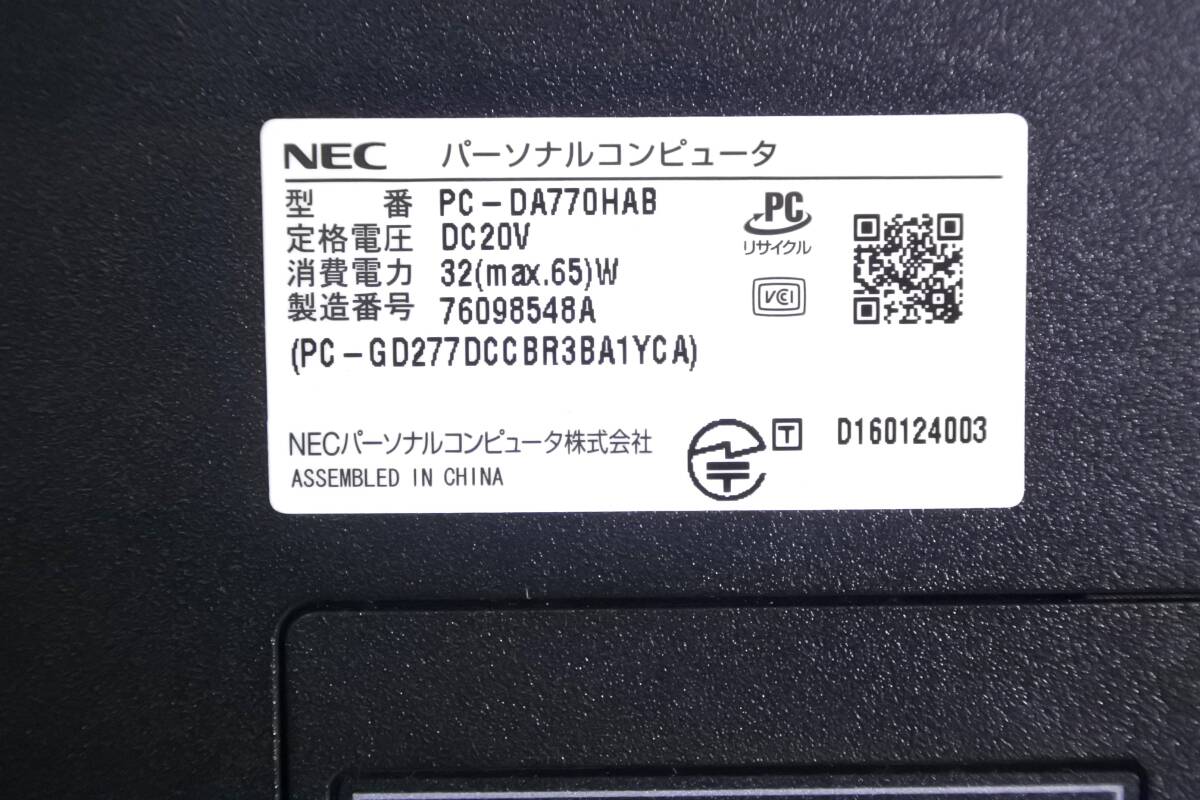 NEC パーソナルコンピュータ
型 番 PC-DA770HAB
定格電圧 DC20V
消費電力 32(max.65)W
製造番号 76098548A
(PC-GD277DCCBR3BA1YCA)
PC
リサイクル
VCCI
NECパーソナルコンピュータ株式会社
ASSEMBLED IN CHINA
T D160124003